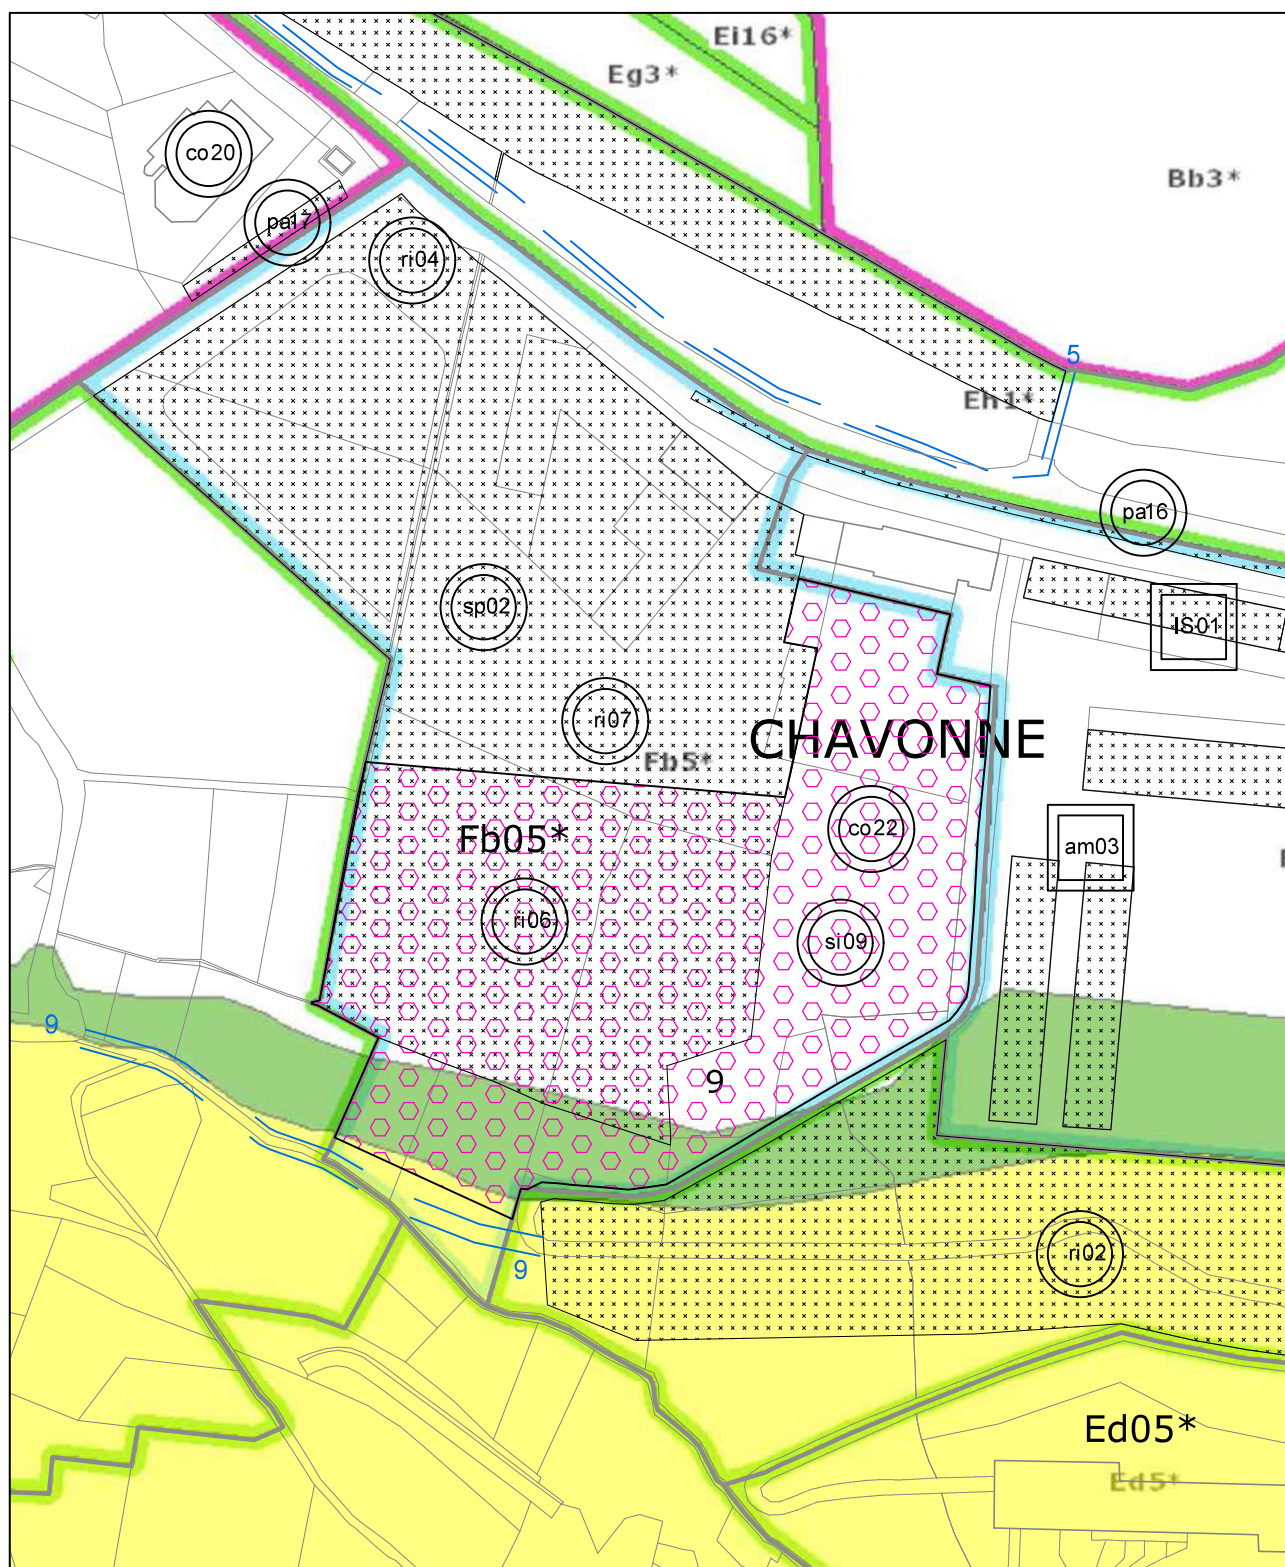 Ei16*
Eg3*
co20
Bb3*
pa17
ri04
5
Eh1*
pa16
sp02
IS01
ri07
CHAVONNE
Fb5*
Fb05*
co22
am03
ri06
si09
9
9
ri02
9
Ed05*
Ed5*